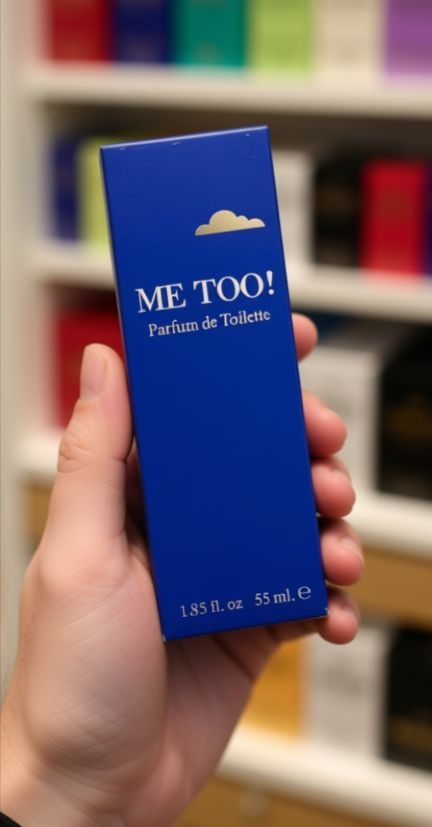 ME TOO!
Parfum de Toilette
1.85 fl. oz 55 ml. ℮